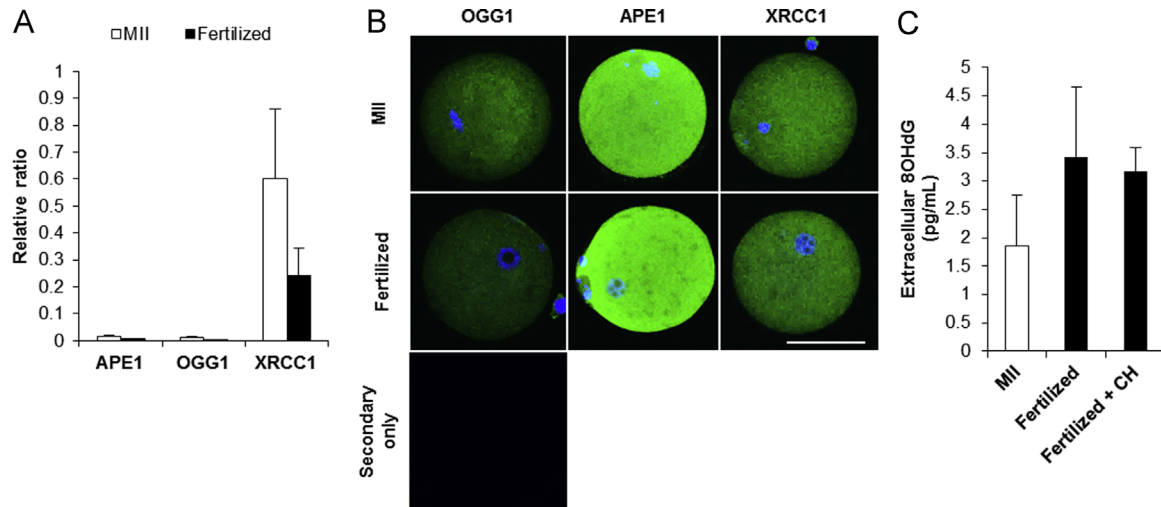 A
MII
Fertilized
Relative ratio
1
0.9
0.8
0.7
0.6
0.5
0.4
0.3
0.2
0.1
0
APE1
OGG1
XRCC1
B
OGG1
APE1
XRCC1
MII
Fertilized
Secondary
only
C
Extracellular 8OHdG
(pg/mL)
5
4.5
4
3.5
3
2.5
2
1.5
1
0.5
0
MII
Fertilized
Fertilized + CH